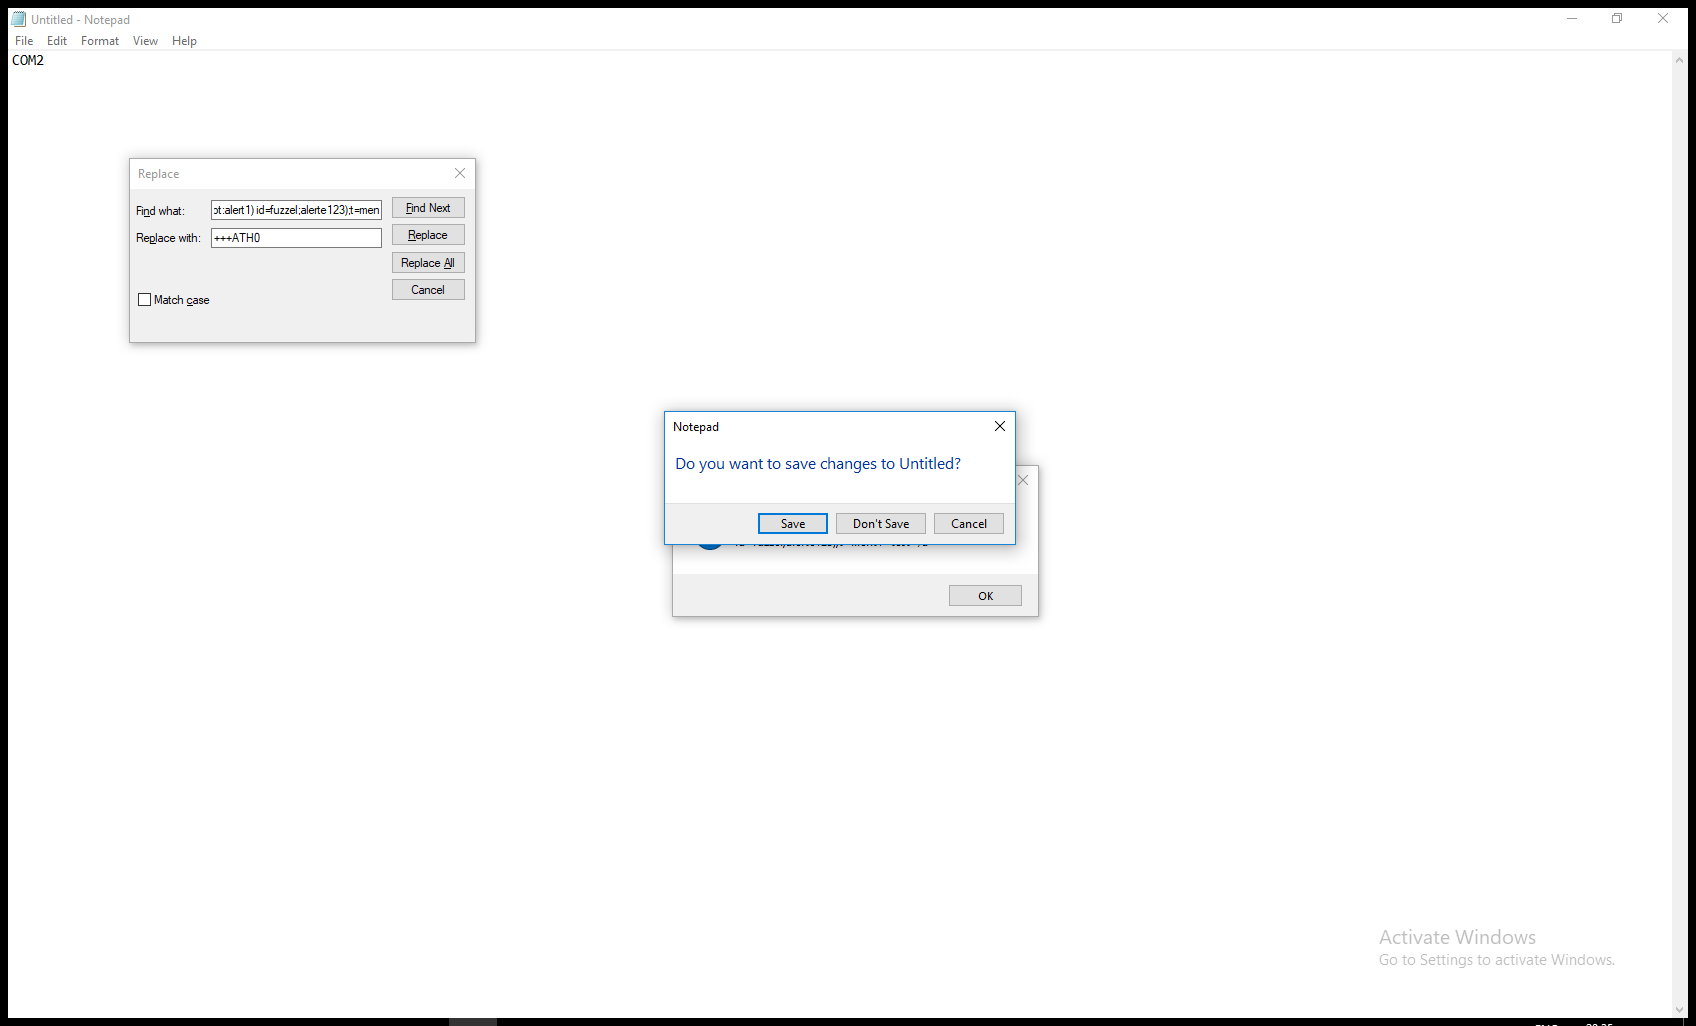 Untitled - Notepad
File Edit Format View Help
COM2
Replace
Find what: ot:alert1) id=fuzzel;alerte123);t=men Find Next
Replace with: +++ATH0 Replace
Replace All
Cancel
Match case
Notepad
Do you want to save changes to Untitled?
Save Don't Save Cancel
OK
Activate Windows
Go to Settings to activate Windows.